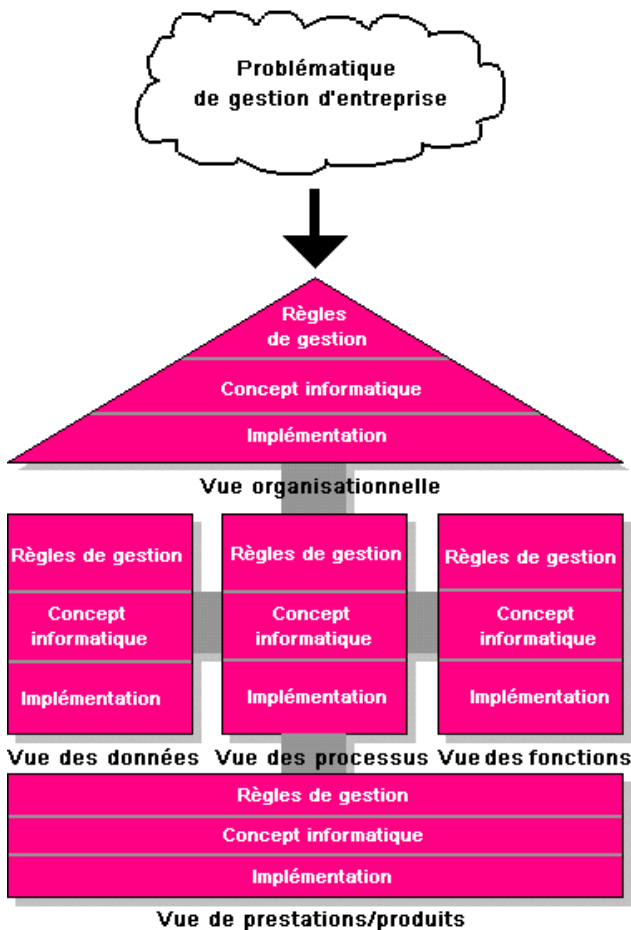 Problématique
de gestion d'entreprise
Règles
de gestion
Concept informatique
Implémentation
Vue organisationnelle
Règles de gestion
Concept
informatique
Implémentation
Vue des données
Règles de gestion
Concept
informatique
Implémentation
Vue des processus
Règles de gestion
Concept
informatique
Implémentation
Vue des fonctions
Règles de gestion
Concept informatique
Implémentation
Vue de prestations/produits